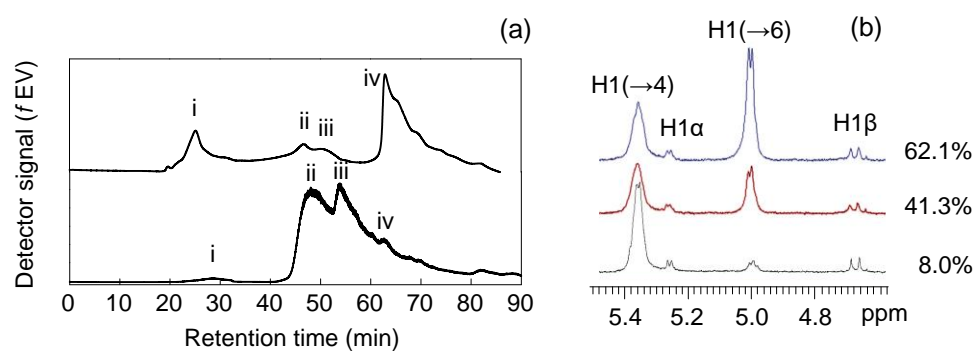 (a)
Detector signal (f EV)
i
ii
iii
iv
i
ii
iii
iv
0 10 20 30 40 50 60 70 80 90
Retention time (min)
(b)
H1(→6)
H1(→4)
H1α
H1β
62.1%
41.3%
8.0%
5.4 5.2 5.0 4.8 ppm